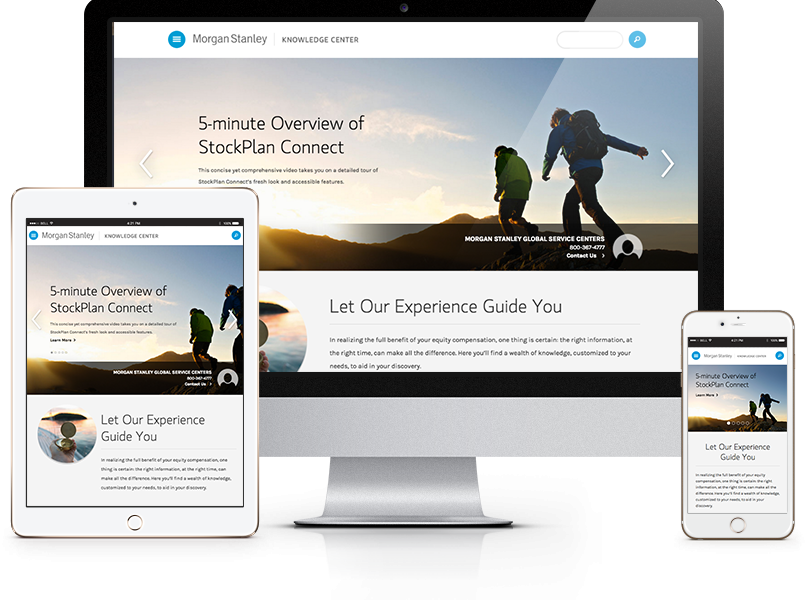 Morgan Stanley KNOWLEDGE CENTER
5-minute Overview of
StockPlan Connect
This concise yet comprehensive video takes you on a detailed tour of
StockPlan Connect's fresh look and accessible features.
MORGAN STANLEY GLOBAL SERVICE CENTERS
800-367-4777
Contact Us >
Let Our Experience Guide You
In realizing the full benefit of your equity compensation, one thing is certain: the right information, at
the right time, can make all the difference. Here you'll find a wealth of knowledge, customized to your
needs, to aid in your discovery.
4:21 PM
Morgan Stanley KNOWLEDGE CENTER
5-minute Overview of
StockPlan Connect
This concise yet comprehensive video takes you on a detailed tour of
StockPlan Connect's fresh look and accessible features.
Learn More >
MORGAN STANLEY GLOBAL SERVICE CENTERS
800-367-4777
Contact Us >
Let Our Experience
Guide You
In realizing the full benefit of your equity compensation, one
thing is certain: the right information, at the right time, can
make all the difference. Here you'll find a wealth of knowledge,
customized to your needs, to aid in your discovery.
4:21 PM
Morgan Stanley KNOWLEDGE CENTER
5-minute Overview of
StockPlan Connect
Learn More >
Let Our Experience
Guide You
In realizing the full benefit of your equity
compensation, one thing is certain: the right
information, at the right time, can make all the
difference. Here you'll find a wealth of knowledge,
customized to your needs, to aid in your
discovery.